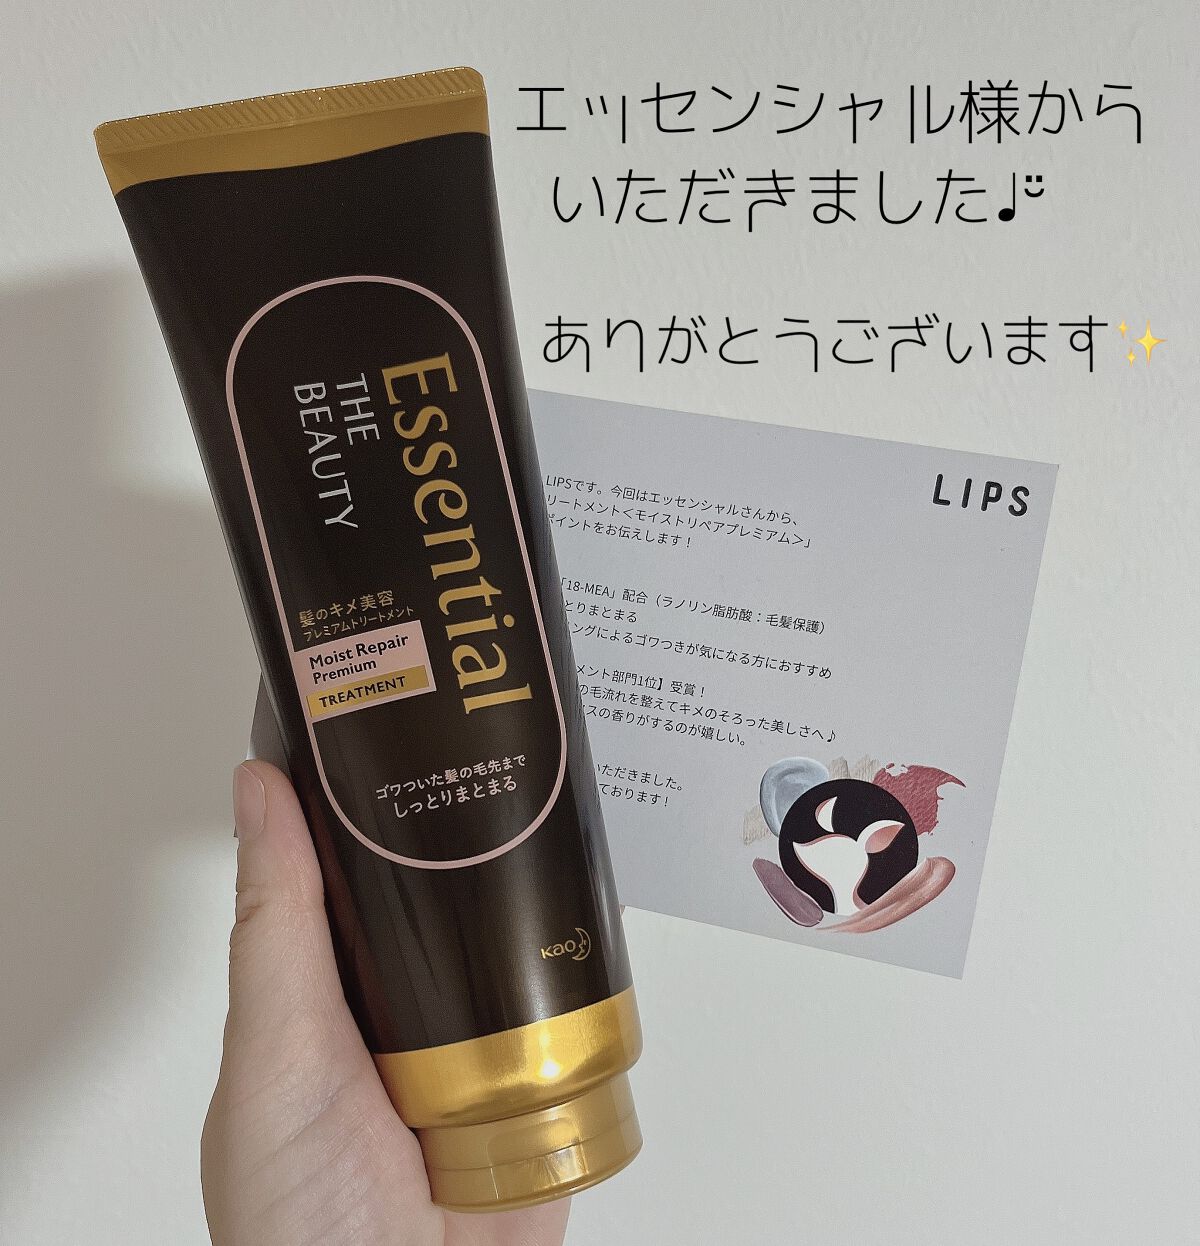 エッセンシャル様から
いただきました♩
ありがとうございます✨
Essential
THE
BEAUTY
髪のキメ美容
プレミアムトリートメント
Moist Repair
Premium
TREATMENT
ゴワついた髪の毛先まで
しっとりまとまる
Kao
LIPS
LIPSです。今回はエッセンシャルさんから、
リートメント＜モイストリペアプレミアム＞」
ポイントをお伝えします！
「18-MEA」配合（ラノリン脂肪酸：毛髪保護）
とりまとまる
ングによるゴワつきが気になる方におすすめ
メント部門1位】受賞！
の毛流れを整えてキメのそろった美しさへ♪
スの香りがするのが嬉しい。
いただきました。
ております！